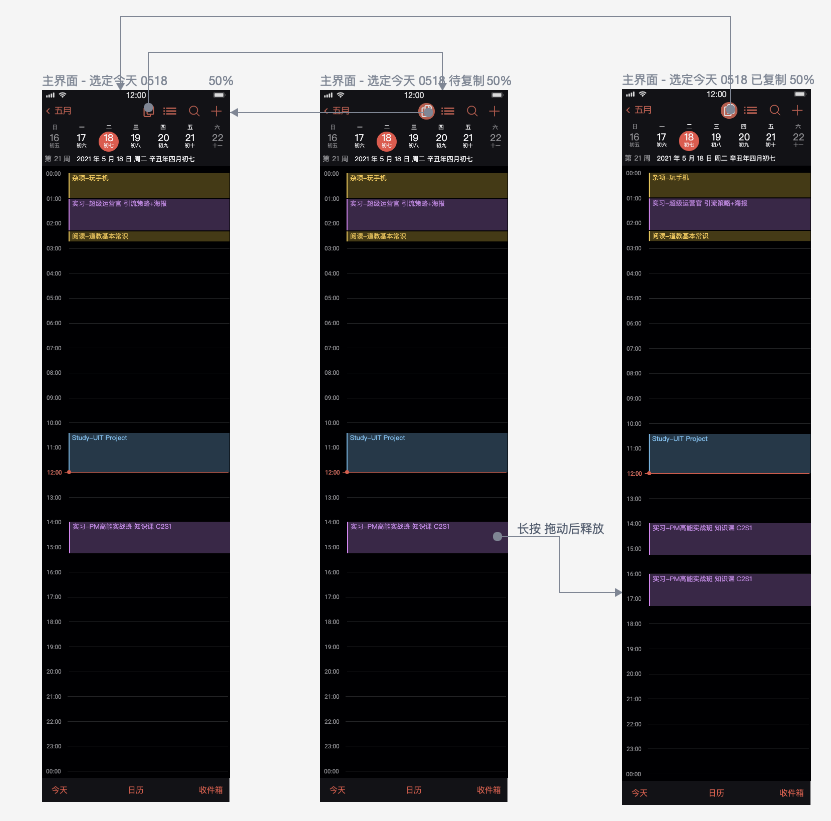 主界面 - 选定今天 0518 50%
12:00
五月
日 一 二 三 四 五 六
16 17 18 19 20 21 22
初五 初六 初七 初八 初九 初十 十一
第 21 周 2021 年 5 月 18 日 周二 辛丑年四月初七
00:00 杂项-玩手机
01:00 实习-超级运营官 引流策略+海报
02:00
阅读-道教基本常识
03:00
04:00
05:00
06:00
07:00
08:00
09:00
10:00
Study-UIT Project
11:00
12:00
13:00
14:00 实习-PM高能实战班 知识课 C2S1
15:00
16:00
17:00
18:00
19:00
20:00
21:00
22:00
23:00
00:00
今天 日历 收件箱
主界面 - 选定今天 0518 待复制 50%
12:00
五月
日 一 二 三 四 五 六
16 17 18 19 20 21 22
初五 初六 初七 初八 初九 初十 十一
第 21 周 2021 年 5 月 18 日 周二 辛丑年四月初七
00:00 杂项-玩手机
01:00 实习-超级运营官 引流策略+海报
02:00
阅读-道教基本常识
03:00
04:00
05:00
06:00
07:00
08:00
09:00
10:00
Study-UIT Project
11:00
12:00
13:00
14:00 实习-PM高能实战班 知识课 C2S1
15:00
16:00
17:00
18:00
19:00
20:00
21:00
22:00
23:00
00:00
今天 日历 收件箱
长按 拖动后释放
主界面 - 选定今天 0518 已复制 50%
12:00
五月
日 一 二 三 四 五 六
16 17 18 19 20 21 22
初五 初六 初七 初八 初九 初十 十一
第 21 周 2021 年 5 月 18 日 周二 辛丑年四月初七
00:00 杂项-玩手机
01:00 实习-超级运营官 引流策略+海报
02:00
阅读-道教基本常识
03:00
04:00
05:00
06:00
07:00
08:00
09:00
10:00
Study-UIT Project
11:00
12:00
13:00
14:00 实习-PM高能实战班 知识课 C2S1
15:00
16:00 实习-PM高能实战班 知识课 C2S1
17:00
18:00
19:00
20:00
21:00
22:00
23:00
00:00
今天 日历 收件箱